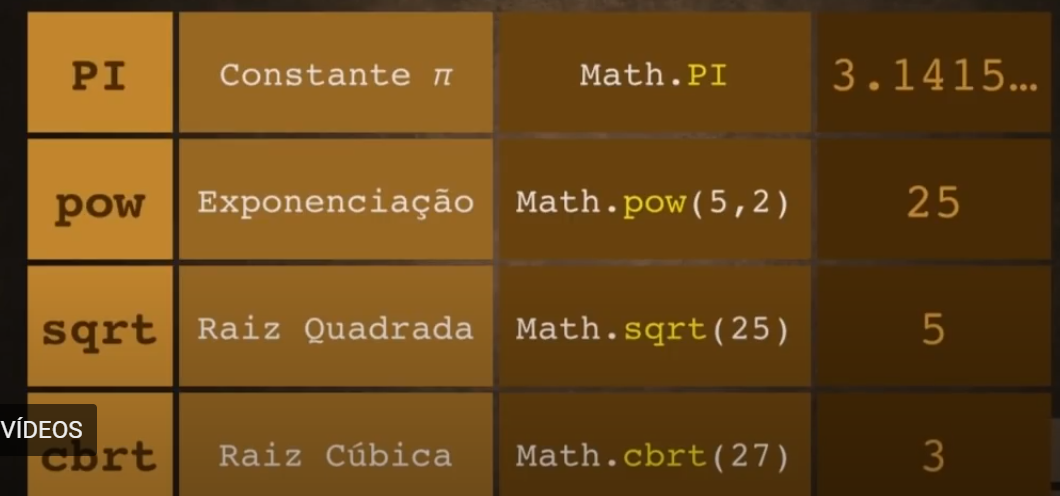 PI Constante π Math.PI 3.1415…
pow Exponenciação Math.pow(5,2) 25
sqrt Raiz Quadrada Math.sqrt(25) 5
VÍDEOS
cbrt Raiz Cúbica Math.cbrt(27) 3